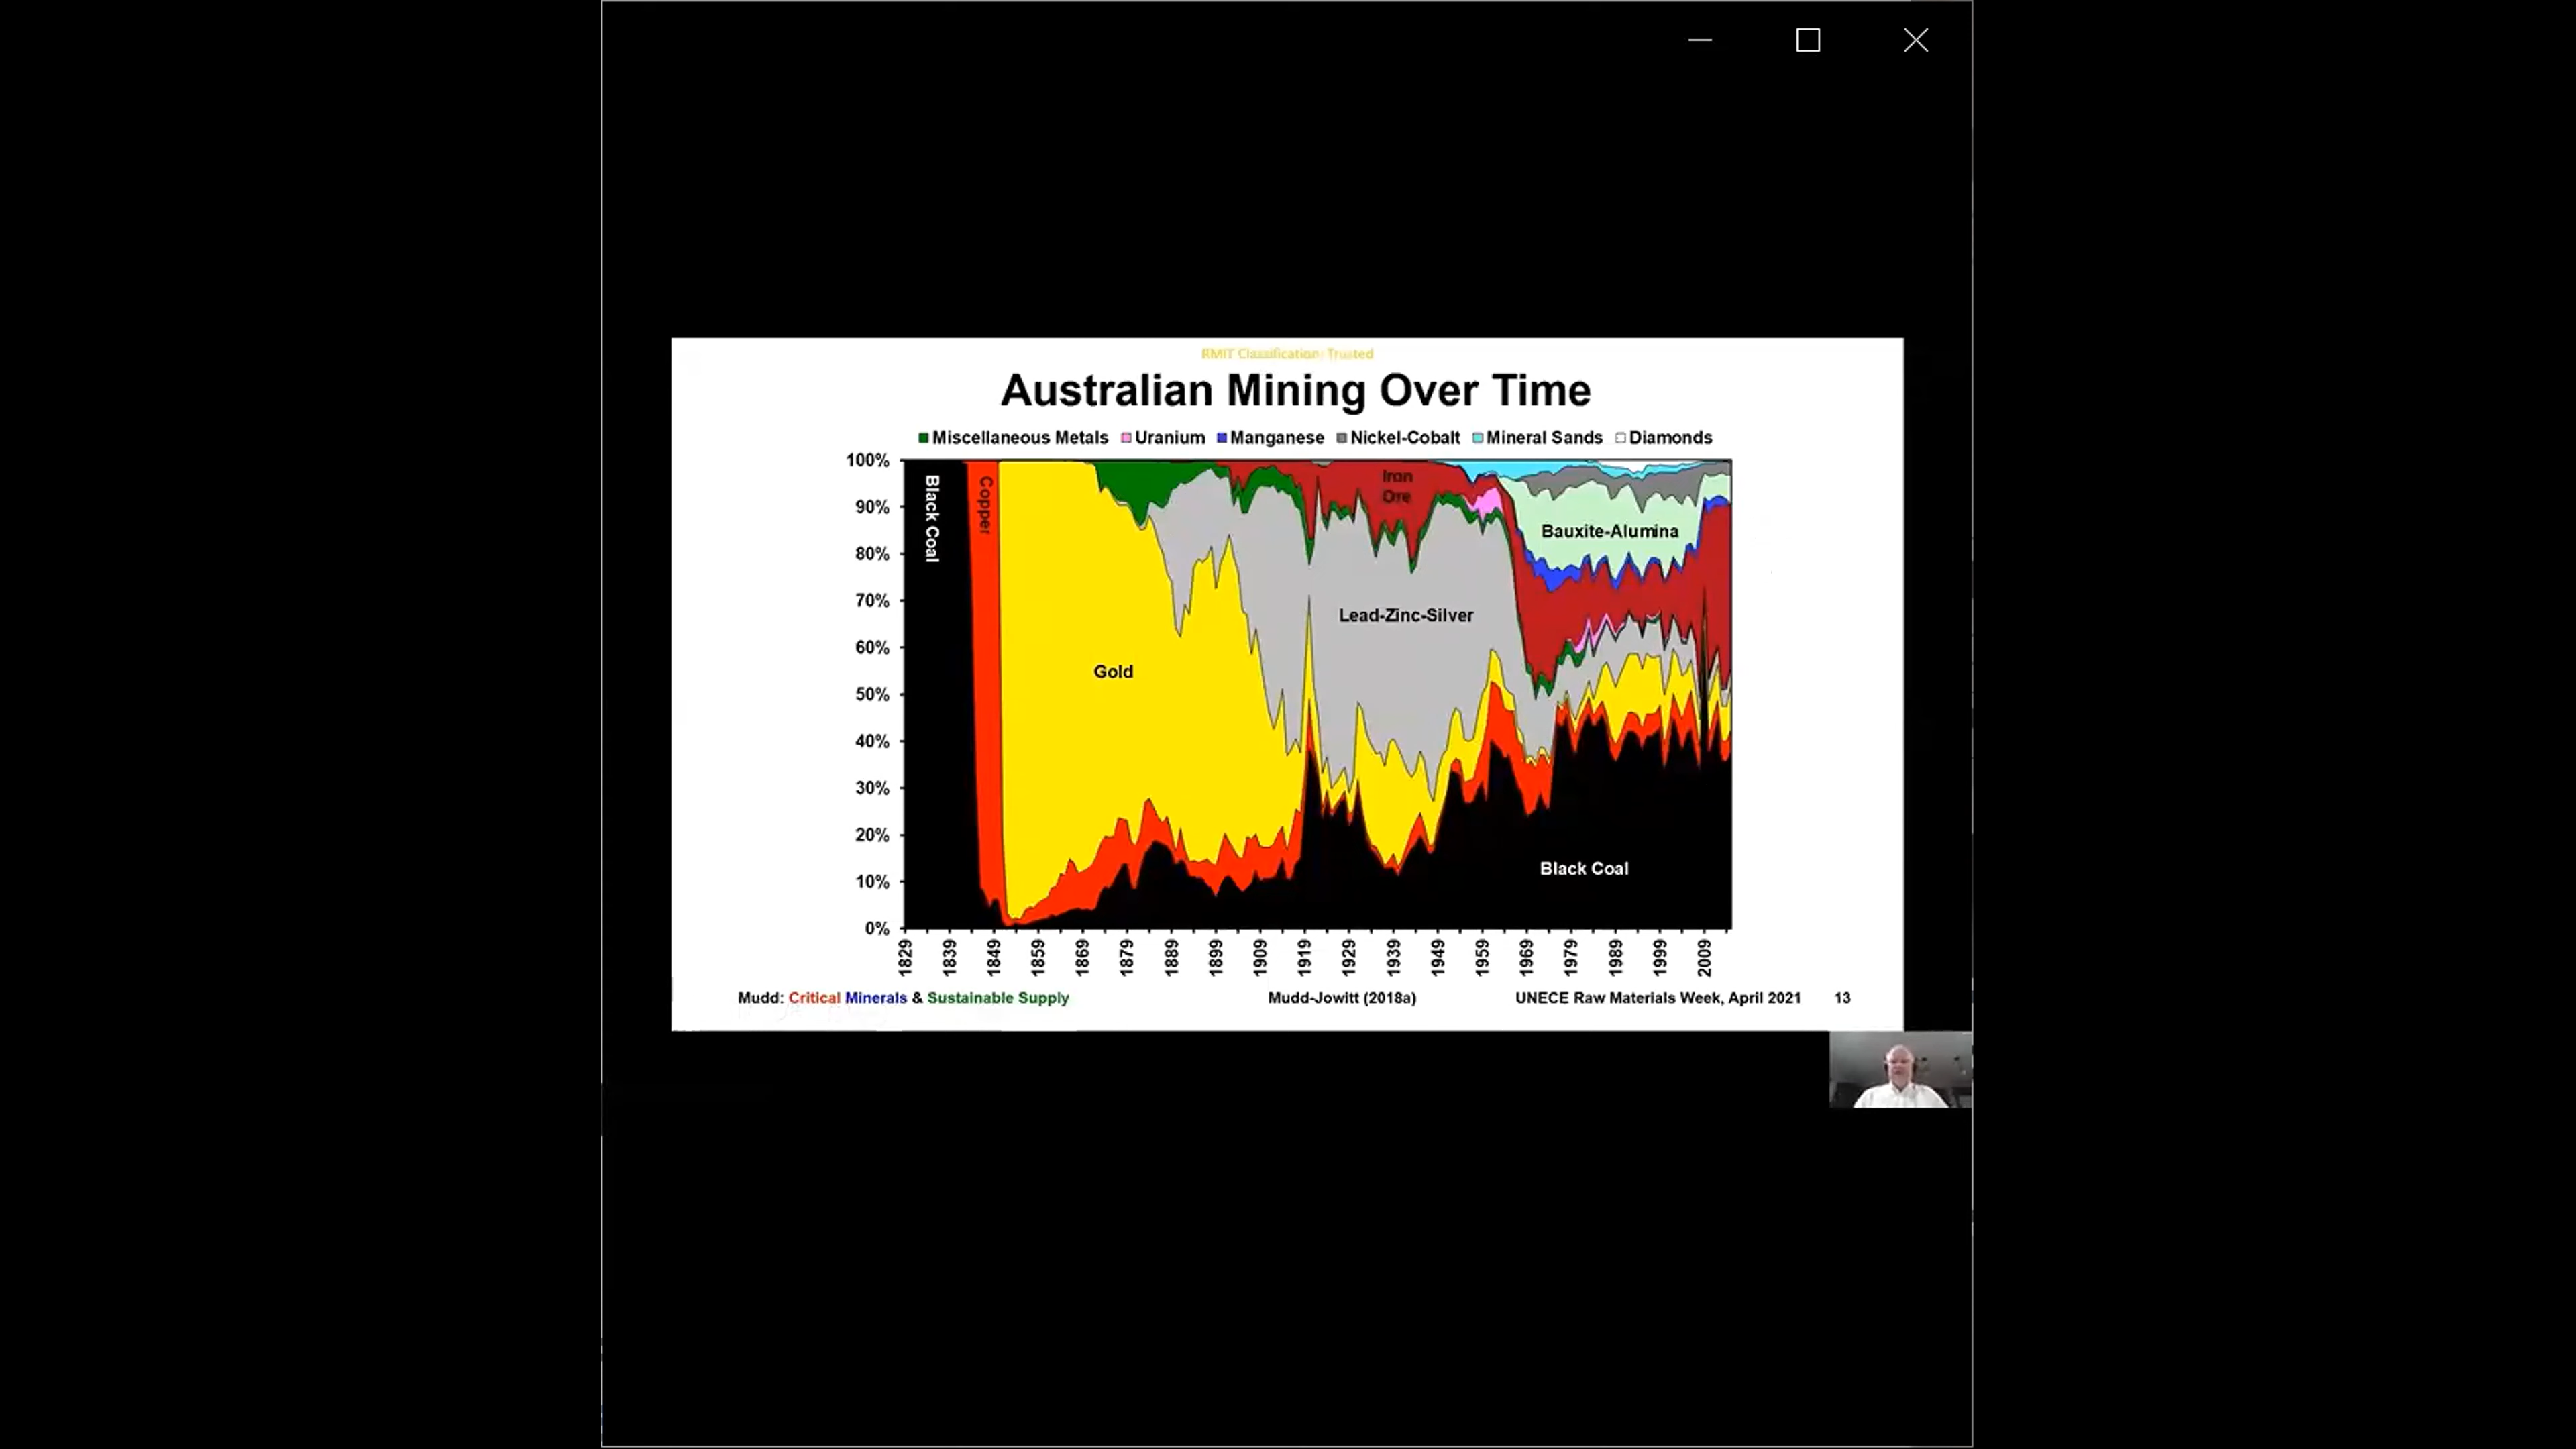 RMIT Classification: Trusted
Australian Mining Over Time
Miscellaneous Metals Uranium Manganese Nickel-Cobalt Mineral Sands Diamonds
100%
90%
80%
70%
60%
50%
40%
30%
20%
10%
0%
Black Coal
Copper
Gold
Lead-Zinc-Silver
Iron
Ore
Bauxite-Alumina
Black Coal
1829 1839 1849 1859 1869 1879 1889 1899 1909 1919 1929 1939 1949 1959 1969 1979 1989 1999 2009
Mudd: Critical Minerals & Sustainable Supply Mudd-Jowitt (2018a) UNECE Raw Materials Week, April 2021 13